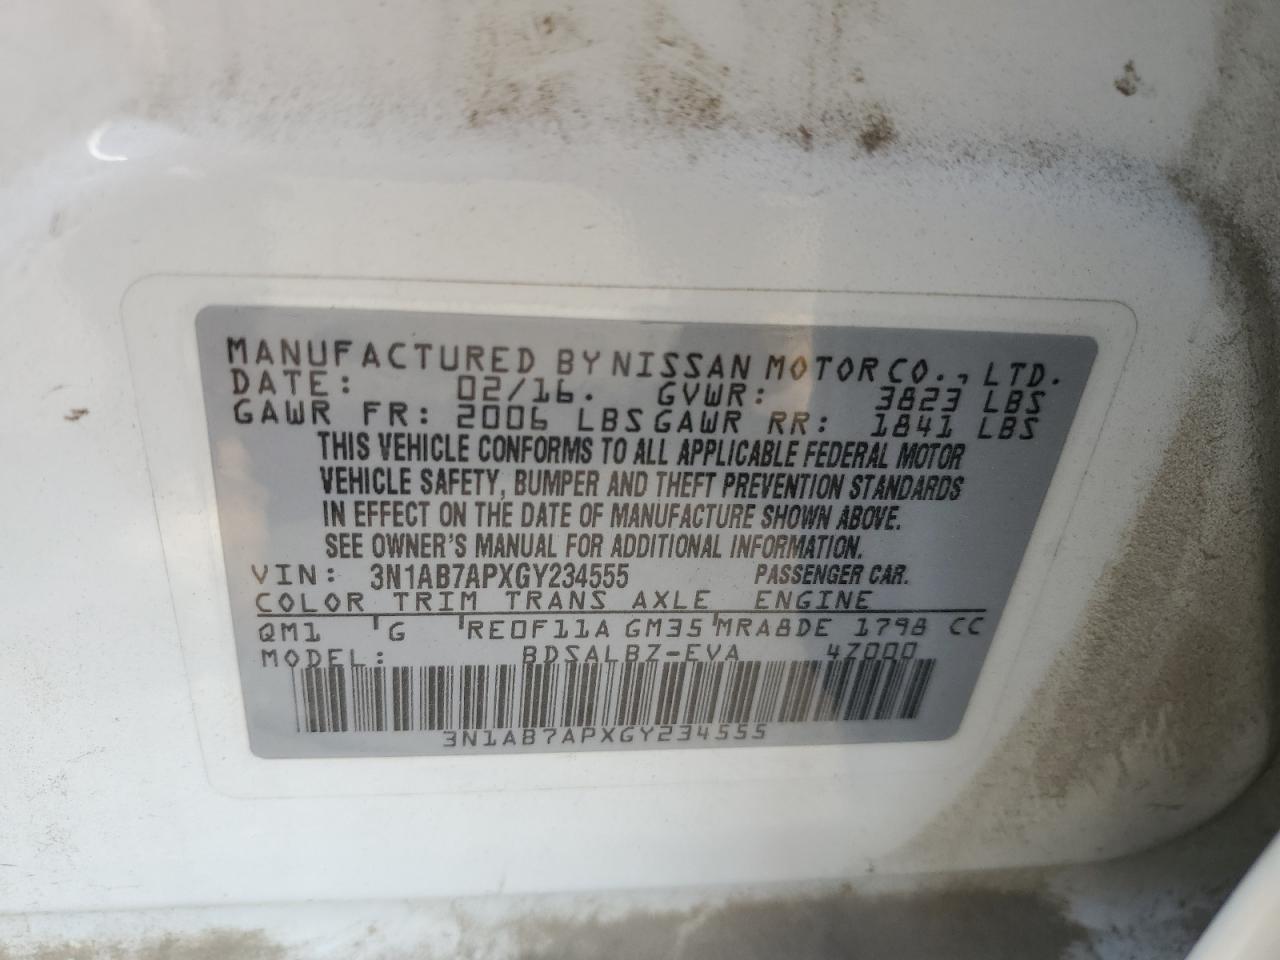 MANUFACTURED BY NISSAN MOTOR CO., LTD.
DATE: 02/16. GVWR: 3823 LBS
GAWR FR: 2006 LBS GAWR RR: 1841 LBS
THIS VEHICLE CONFORMS TO ALL APPLICABLE FEDERAL MOTOR
VEHICLE SAFETY, BUMPER AND THEFT PREVENTION STANDARDS
IN EFFECT ON THE DATE OF MANUFACTURE SHOWN ABOVE.
SEE OWNER'S MANUAL FOR ADDITIONAL INFORMATION.
VIN: 3N1AB7APXGY234555 PASSENGER CAR.
COLOR TRIM TRANS AXLE ENGINE
QM1 'G 'RE0F11A GM35'MRA8DE 1798 CC
MODEL: BDSALBZ-EVA 4Z000
3N1AB7APXGY234555